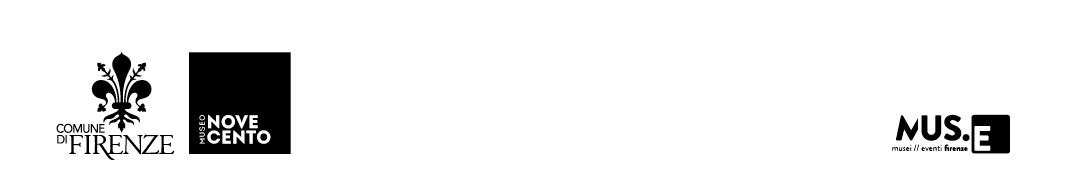 COMUNE
DI FIRENZE
MUSEO
NOVE
CENTO
MUS.E
musei // eventi firenze